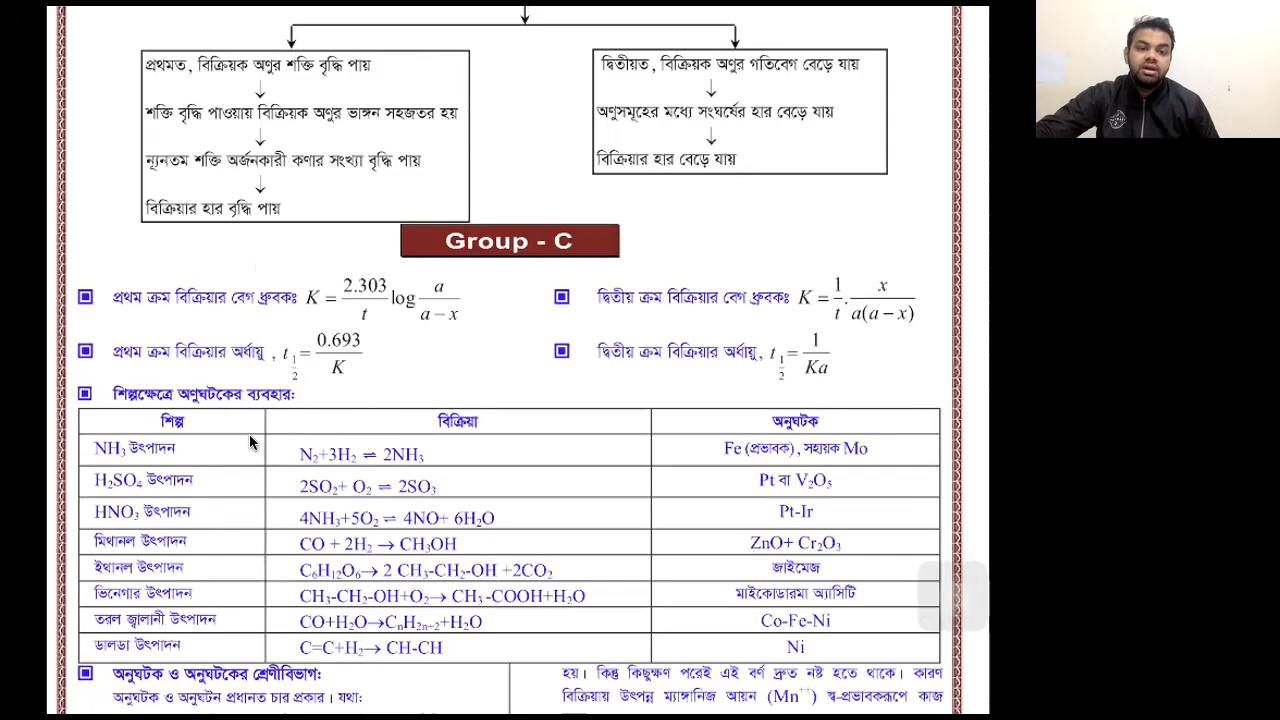 প্রথমত, বিক্রিয়ক অণুর শক্তি বৃদ্ধি পায়
শক্তি বৃদ্ধি পাওয়ায় বিক্রিয়ক অণুর ভাঙ্গন সহজতর হয়
ন্যূনতম শক্তি অর্জনকারী কণার সংখ্যা বৃদ্ধি পায়
বিক্রিয়ার হার বৃদ্ধি পায়
দ্বিতীয়ত, বিক্রিয়ক অণুর গতিবেগ বেড়ে যায়
অণুসমূহের মধ্যে সংঘর্ষের হার বেড়ে যায়
বিক্রিয়ার হার বেড়ে যায়
Group - C
প্রথম ক্রম বিক্রিয়ার বেগ ধ্রুবকঃ K = 2.303/t log a/(a – x)
দ্বিতীয় ক্রম বিক্রিয়ার বেগ ধ্রুবকঃ K = 1/t . x/(a(a – x))
প্রথম ক্রম বিক্রিয়ার অর্ধায়ু , t 1/2 = 0.693/K
দ্বিতীয় ক্রম বিক্রিয়ার অর্ধায়ু, t 1/2 = 1/Ka
শিল্পক্ষেত্রে অণুঘটকের ব্যবহার:
শিল্প বিক্রিয়া অনুঘটক
NH₃ উৎপাদন N₂+3H₂ ⇌ 2NH₃ Fe (প্রভাবক), সহায়ক Mo
H₂SO₄ উৎপাদন 2SO₂+ O₂ ⇌ 2SO₃ Pt বা V₂O₅
HNO₃ উৎপাদন 4NH₃+5O₂ ⇌ 4NO+ 6H₂O Pt-Ir
মিথানল উৎপাদন CO + 2H₂ → CH₃OH ZnO+ Cr₂O₃
ইথানল উৎপাদন C₆H₁₂O₆→ 2 CH₃-CH₂-OH +2CO₂ জাইমেজ
ভিনেগার উৎপাদন CH₃-CH₂-OH+O₂→ CH₃-COOH+H₂O মাইকোডারমা অ্যাসিটি
তরল জ্বালানী উৎপাদন CO+H₂O→CₙH₂ₙ₊₂+H₂O Co-Fe-Ni
ডালডা উৎপাদন C=C+H₂→ CH-CH Ni
অনুঘটক ও অনুঘটকের শ্রেণীবিভাগ:
অনুঘটক ও অনুঘটন প্রধানত চার প্রকার। যথা:
হয়। কিন্তু কিছুক্ষণ পরেই এই বর্ণ দ্রুত নষ্ট হতে থাকে। কারণ
বিক্রিয়ায় উৎপন্ন ম্যাঙ্গানিজ আয়ন (Mn⁺⁺) স্ব-প্রভাবকরূপে কাজ